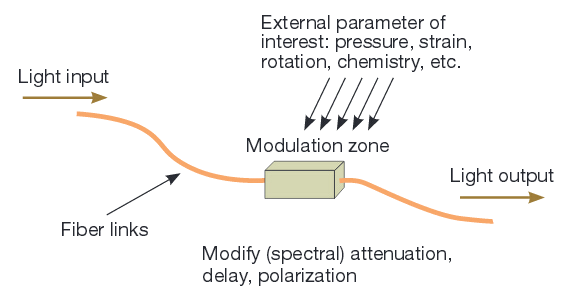 External parameter of
interest: pressure, strain,
rotation, chemistry, etc.
Light input
Modulation zone
Light output
Fiber links
Modify (spectral) attenuation,
delay, polarization